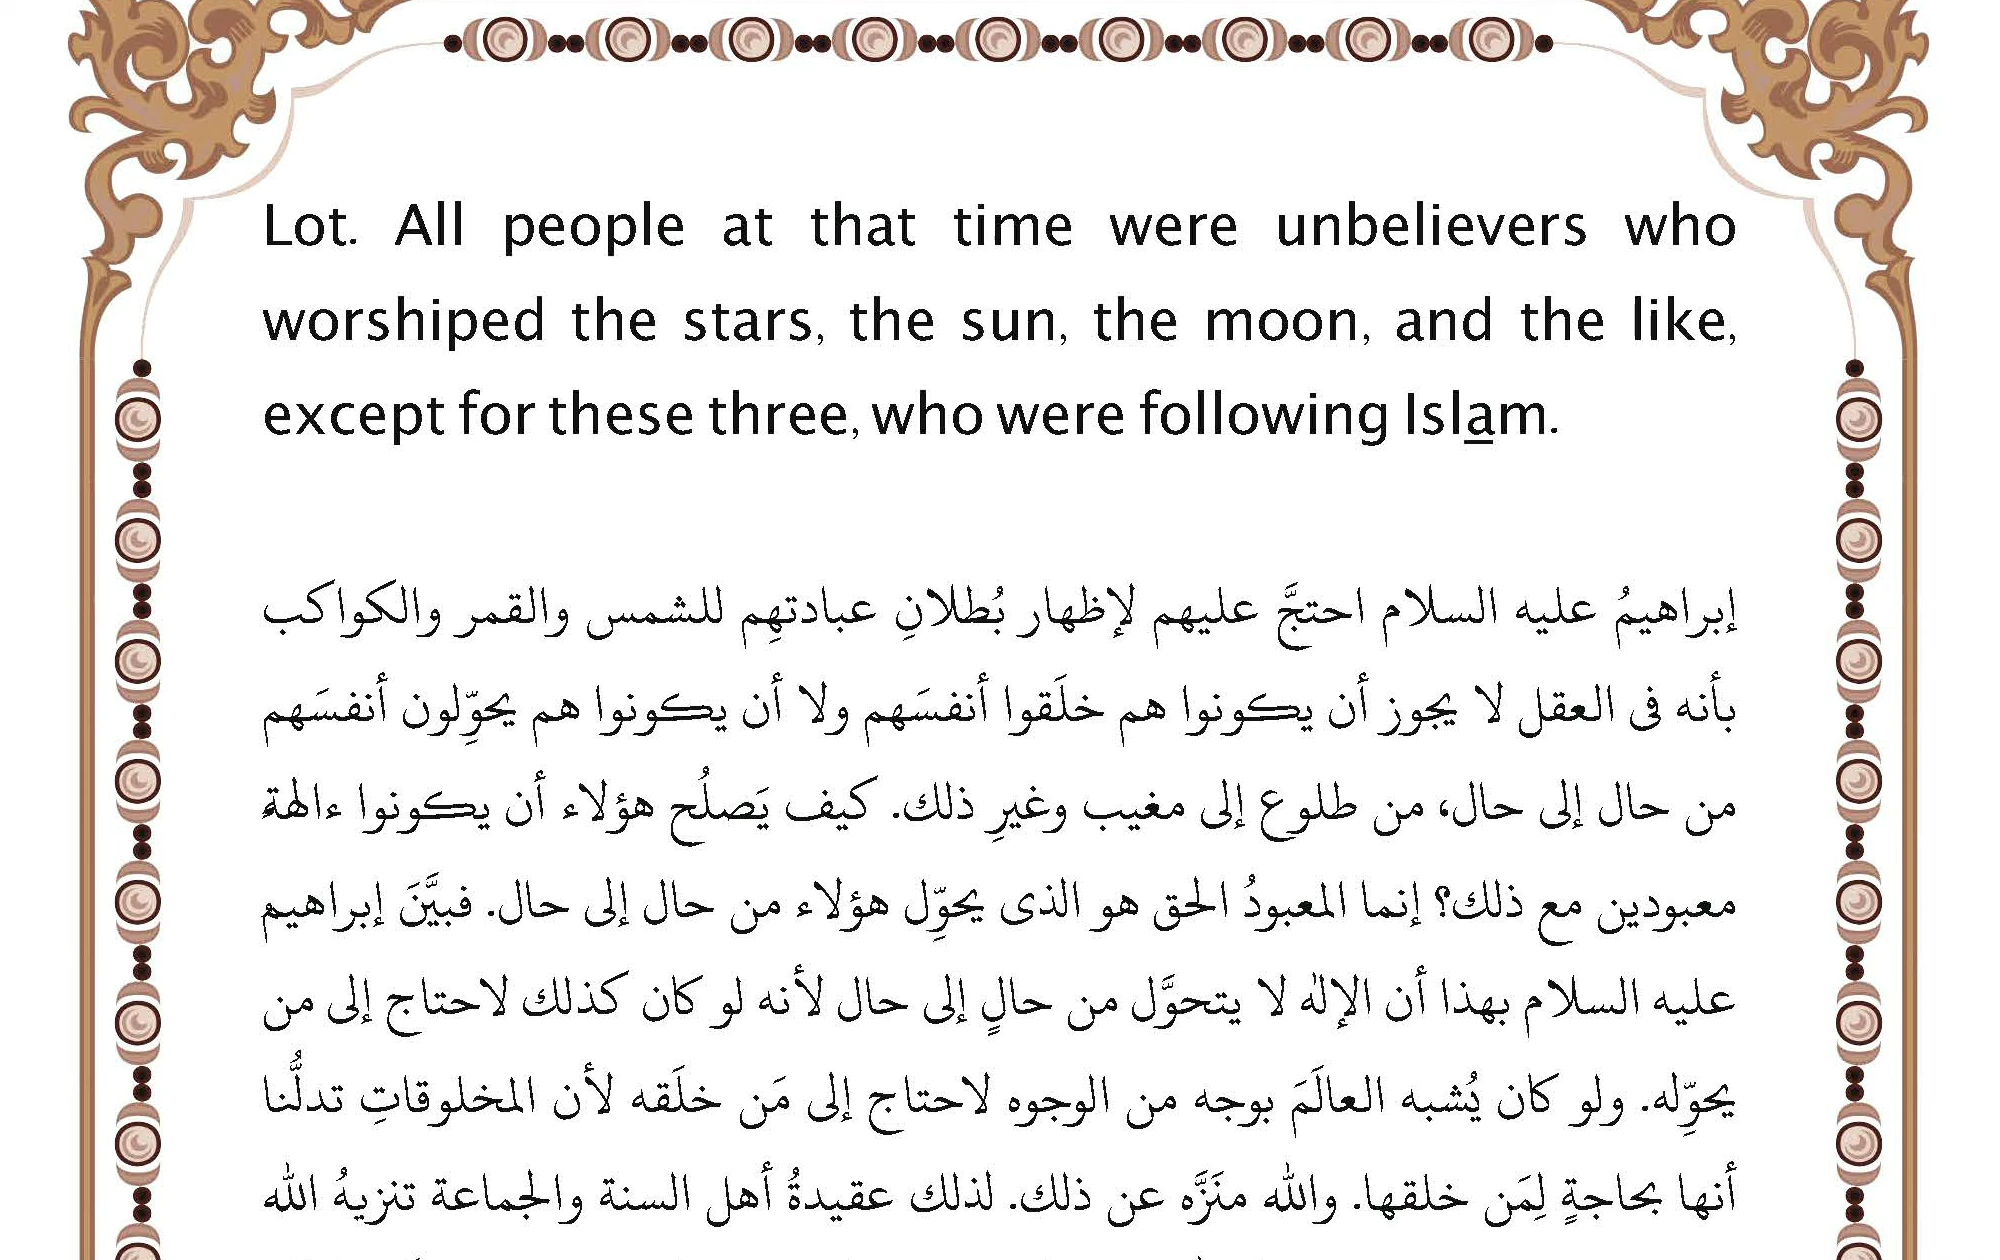 Lot. All people at that time were unbelievers who
worshiped the stars, the sun, the moon, and the like,
except for these three, who were following Islam.
إبراهيمُ عليه السلام احتجَّ عليهم لإظهار بُطلانِ عبادتهِم للشمس والقمر والكواكب
بأنه فى العقل لا يجوز أن يكونوا هم خلَقوا أنفسَهم ولا أن يكونوا هم يحوِّلون أنفسَهم
من حال إلى حال، من طلوع إلى مغيب وغيرِ ذلك. كيف يَصلُح هؤلاء أن يكونوا ءالهة
معبودين مع ذلك؟ إنما المعبودُ الحق هو الذى يحوِّل هؤلاء من حال إلى حال. فبيَّنَ إبراهيم
عليه السلام بهذا أن الإلٰه لا يتحوَّل من حالٍ إلى حال لأنه لو كان كذلك لاحتاج إلى من
يحوِّله. ولو كان يُشبه العالَمَ بوجه من الوجوه لاحتاج إلى مَن خلَقه لأن المخلوقاتِ تدلُّنا
أنها بحاجةٍ لِمَن خلقها. والله منَزَّه عن ذلك. لذلك عقيدةُ أهل السنة والجماعة تنزيهُ الله